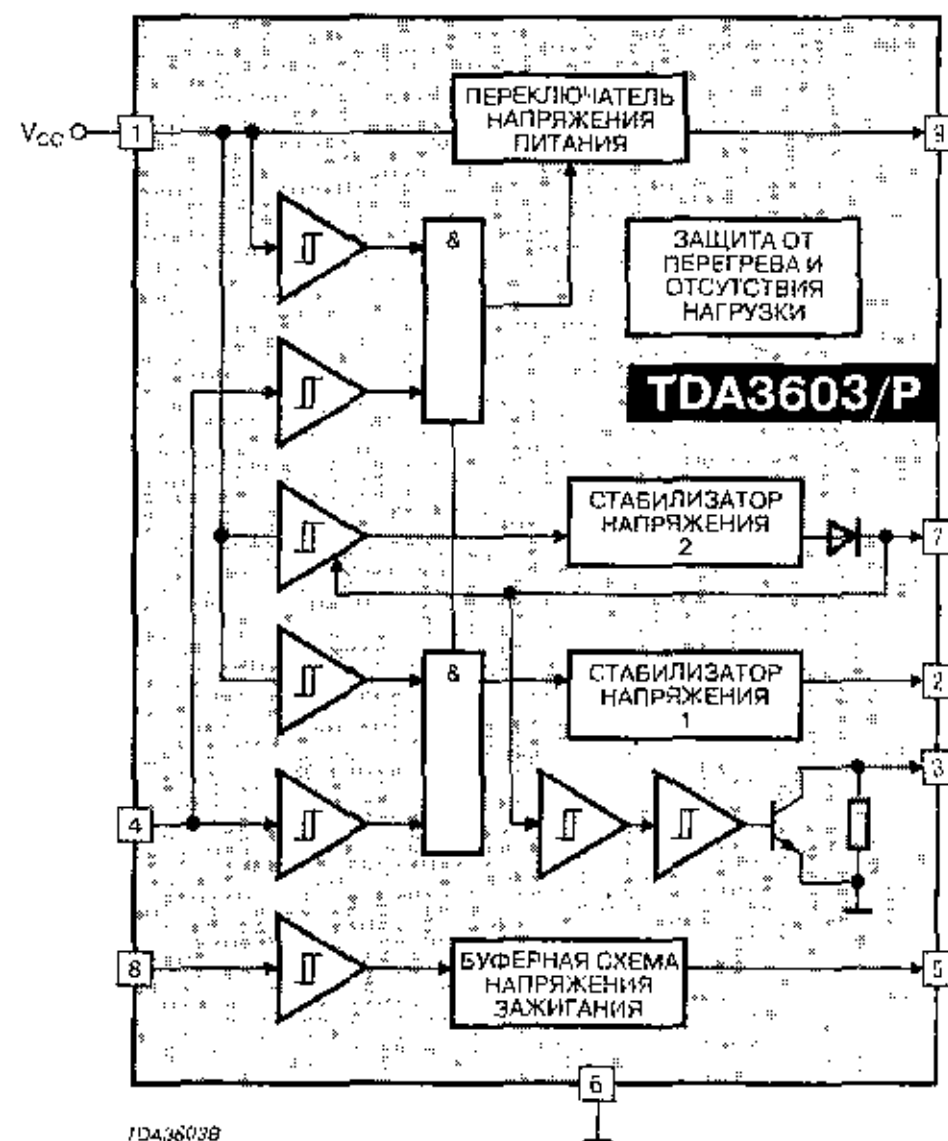 ПЕРЕКЛЮЧАТЕЛЬ
НАПРЯЖЕНИЯ
ПИТАНИЯ
VCC
1
9
&
ЗАЩИТА ОТ
ПЕРЕГРЕВА И
ОТСУТСТВИЯ
НАГРУЗКИ
TDA3603/P
СТАБИЛИЗАТОР
НАПРЯЖЕНИЯ
2
7
&
СТАБИЛИЗАТОР
НАПРЯЖЕНИЯ
1
2
3
4
8
БУФЕРНАЯ СХЕМА
НАПРЯЖЕНИЯ
ЗАЖИГАНИЯ
5
6
TDA3603B